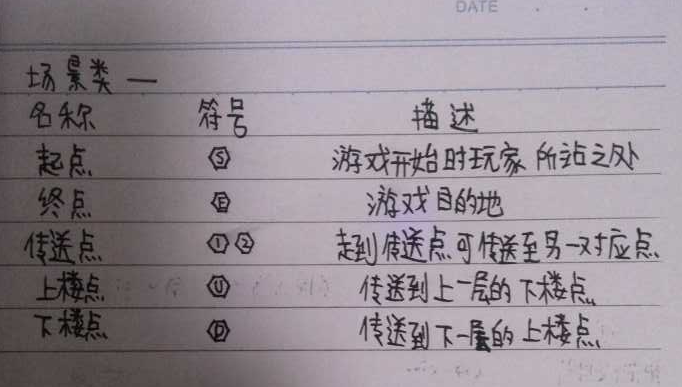 DATE
场景类 一
名称 符号 描述
起点 S 游戏开始时玩家所站之处
终点 E 游戏目的地
传送点 1 2 走到传送点可传送至另一对应点
上楼点 U 传送到上一层的下楼点
下楼点 D 传送到下一层的上楼点